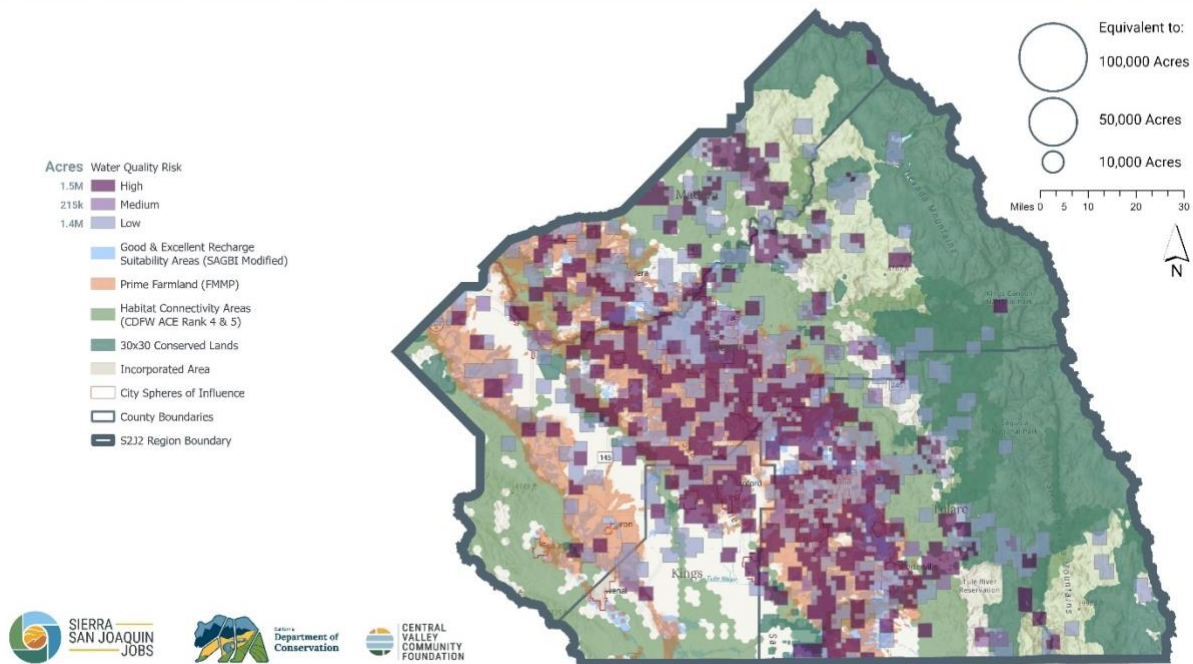 Equivalent to:
100,000 Acres
50,000 Acres
10,000 Acres
Miles 0 5 10 20 30
N
Acres Water Quality Risk
1.5M High
215k Medium
1.4M Low
Good & Excellent Recharge
Suitability Areas (SAGBI Modified)
Prime Farmland (FMMP)
Habitat Connectivity Areas
(CDFW ACE Rank 4 & 5)
30x30 Conserved Lands
Incorporated Area
City Spheres of Influence
County Boundaries
S2J2 Region Boundary
145
Kings
Tule River
TULE RIVER
RESERVATION
SIERRA
SAN JOAQUIN
JOBS
California
Department of
Conservation
CENTRAL
VALLEY
COMMUNITY
FOUNDATION